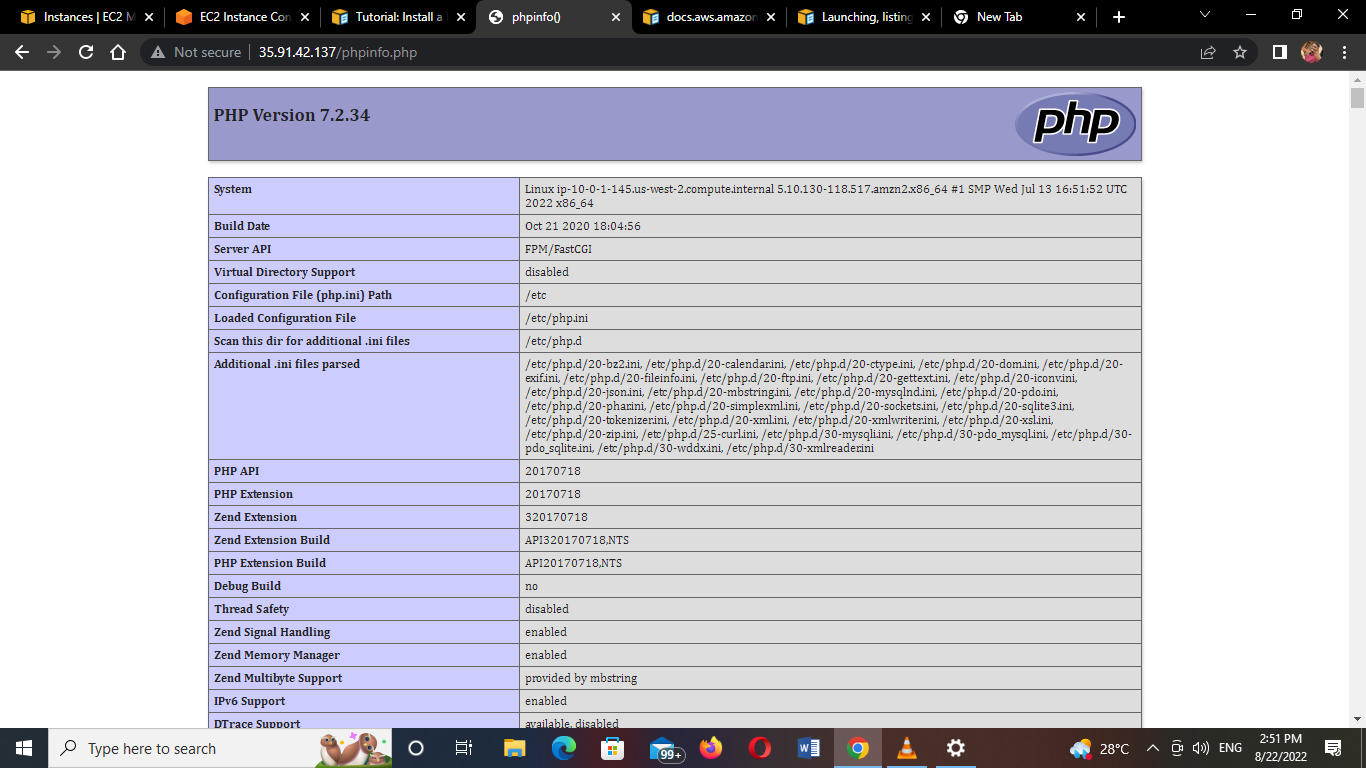 Instances | EC2 M
EC2 Instance Con
Tutorial: Install a
phpinfo()
docs.aws.amazon
Launching, listing
New Tab
Not secure
35.91.42.137/phpinfo.php
PHP Version 7.2.34
php
System
Linux ip-10-0-1-145.us-west-2.compute.internal 5.10.130-118.517.amzn2.x86_64 #1 SMP Wed Jul 13 16:51:52 UTC
2022 x86_64
Build Date
Oct 21 2020 18:04:56
Server API
FPM/FastCGI
Virtual Directory Support
disabled
Configuration File (php.ini) Path
/etc
Loaded Configuration File
/etc/php.ini
Scan this dir for additional .ini files
/etc/php.d
Additional .ini files parsed
/etc/php.d/20-bz2.ini, /etc/php.d/20-calendar.ini, /etc/php.d/20-ctype.ini, /etc/php.d/20-dom.ini, /etc/php.d/20-
exif.ini, /etc/php.d/20-fileinfo.ini, /etc/php.d/20-ftp.ini, /etc/php.d/20-gettext.ini, /etc/php.d/20-iconv.ini,
/etc/php.d/20-json.ini, /etc/php.d/20-mbstring.ini, /etc/php.d/20-mysqlnd.ini, /etc/php.d/20-pdo.ini,
/etc/php.d/20-phar.ini, /etc/php.d/20-simplexml.ini, /etc/php.d/20-sockets.ini, /etc/php.d/20-sqlite3.ini,
/etc/php.d/20-tokenizer.ini, /etc/php.d/20-xml.ini, /etc/php.d/20-xmlwriter.ini, /etc/php.d/20-xsl.ini,
/etc/php.d/20-zip.ini, /etc/php.d/25-curl.ini, /etc/php.d/30-mysqli.ini, /etc/php.d/30-pdo_mysql.ini, /etc/php.d/30-
pdo_sqlite.ini, /etc/php.d/30-wddx.ini, /etc/php.d/30-xmlreader.ini
PHP API
20170718
PHP Extension
20170718
Zend Extension
320170718
Zend Extension Build
API320170718,NTS
PHP Extension Build
API20170718,NTS
Debug Build
no
Thread Safety
disabled
Zend Signal Handling
enabled
Zend Memory Manager
enabled
Zend Multibyte Support
provided by mbstring
IPv6 Support
enabled
DTrace Support
available, disabled
Type here to search
99+
28°C
ENG
2:51 PM
8/22/2022